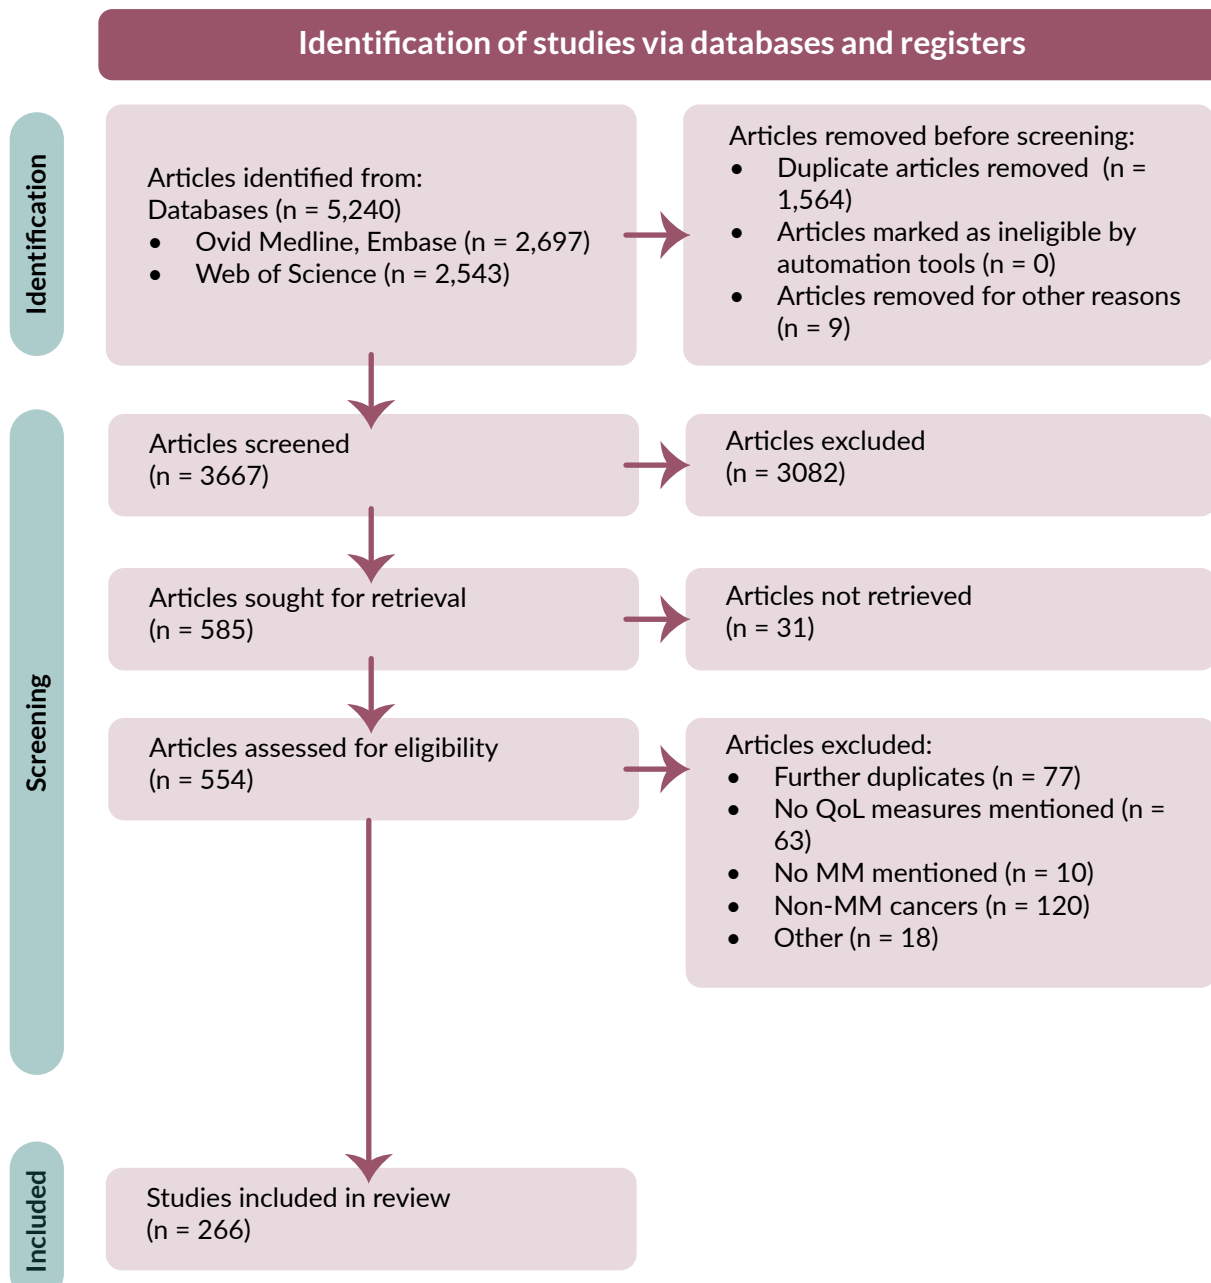 Identification of studies via databases and registers
Identification
Articles identified from:
Databases (n = 5,240)
• Ovid Medline, Embase (n = 2,697)
• Web of Science (n = 2,543)
Articles removed before screening:
• Duplicate articles removed (n =
1,564)
• Articles marked as ineligible by
automation tools (n = 0)
• Articles removed for other reasons
(n = 9)
Screening
Articles screened
(n = 3667)
Articles excluded
(n = 3082)
Articles sought for retrieval
(n = 585)
Articles not retrieved
(n = 31)
Articles assessed for eligibility
(n = 554)
Articles excluded:
• Further duplicates (n = 77)
• No QoL measures mentioned (n =
63)
• No MM mentioned (n = 10)
• Non-MM cancers (n = 120)
• Other (n = 18)
Included
Studies included in review
(n = 266)